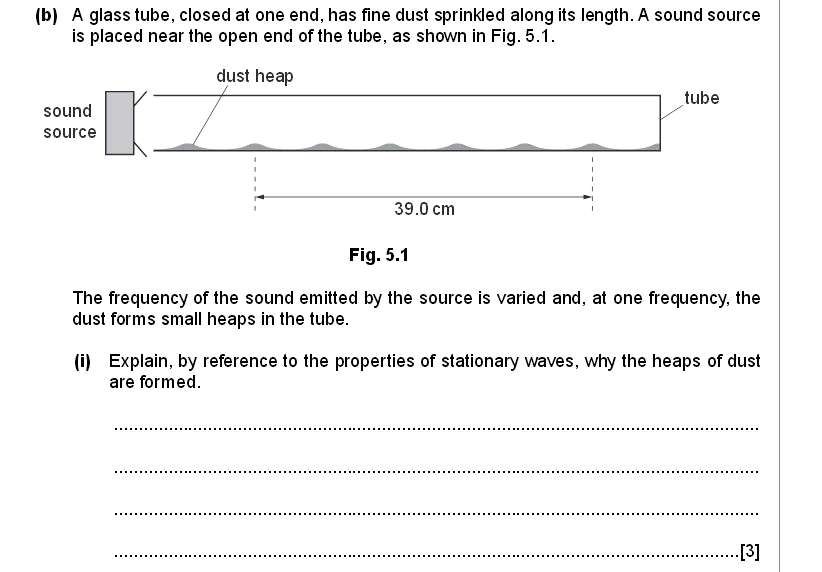 (b) A glass tube, closed at one end, has fine dust sprinkled along its length. A sound source
is placed near the open end of the tube, as shown in Fig. 5.1.
dust heap
tube
sound
source
39.0 cm
Fig. 5.1
The frequency of the sound emitted by the source is varied and, at one frequency, the
dust forms small heaps in the tube.
(i) Explain, by reference to the properties of stationary waves, why the heaps of dust
are formed.
[3]